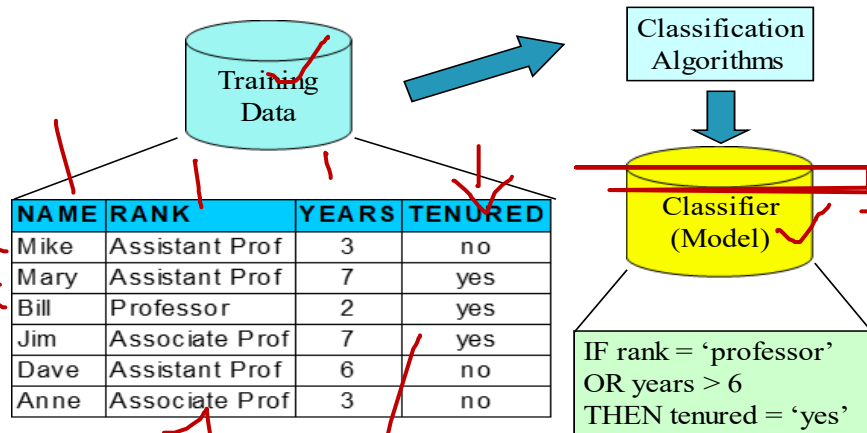 Training
Data
Classification
Algorithms
NAME RANK YEARS TENURED
Mike Assistant Prof 3 no
Mary Assistant Prof 7 yes
Bill Professor 2 yes
Jim Associate Prof 7 yes
Dave Assistant Prof 6 no
Anne Associate Prof 3 no
Classifier
(Model)
IF rank = ‘professor’
OR years > 6
THEN tenured = ‘yes’